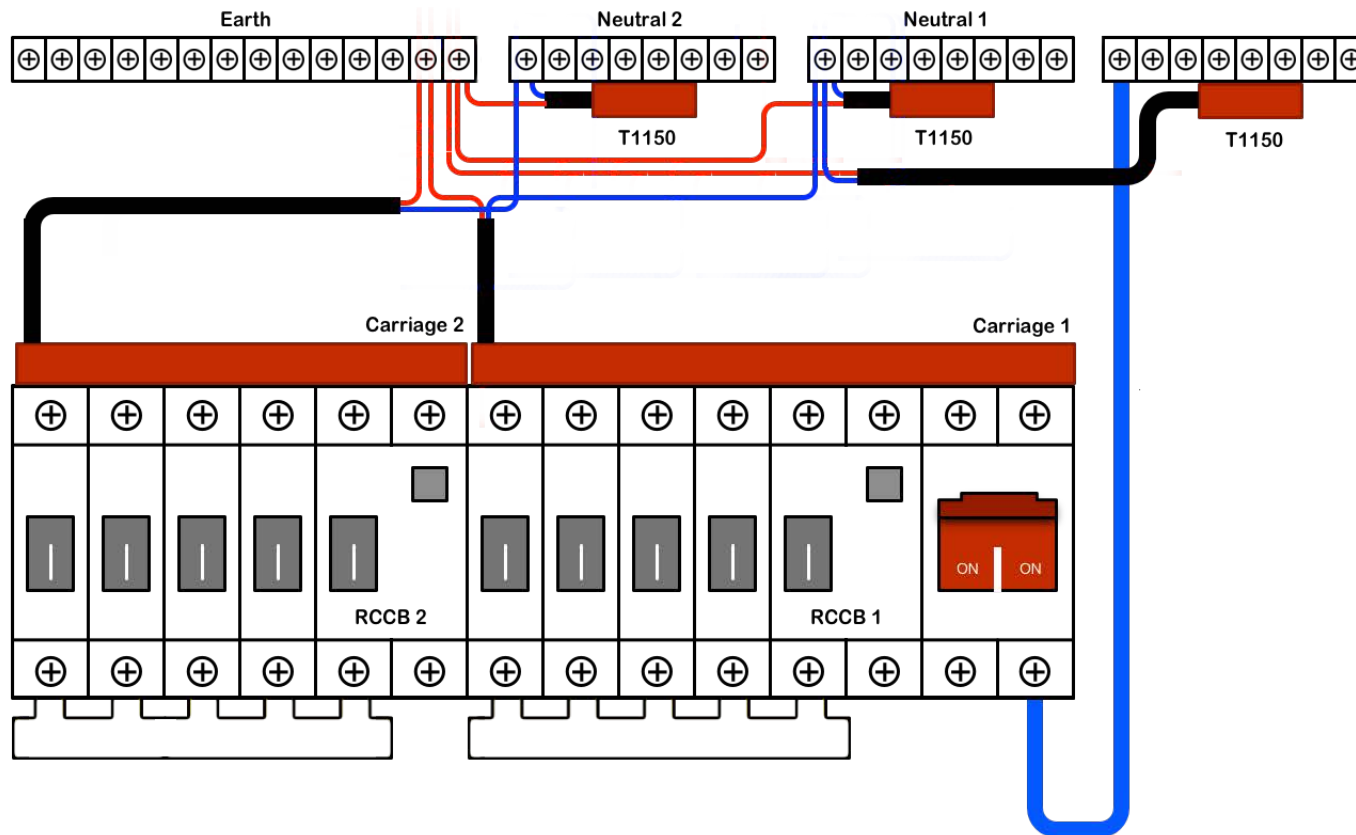 Earth
Neutral 2
Neutral 1
T1150
T1150
T1150
Carriage 2
Carriage 1
ON
ON
RCCB 2
RCCB 1